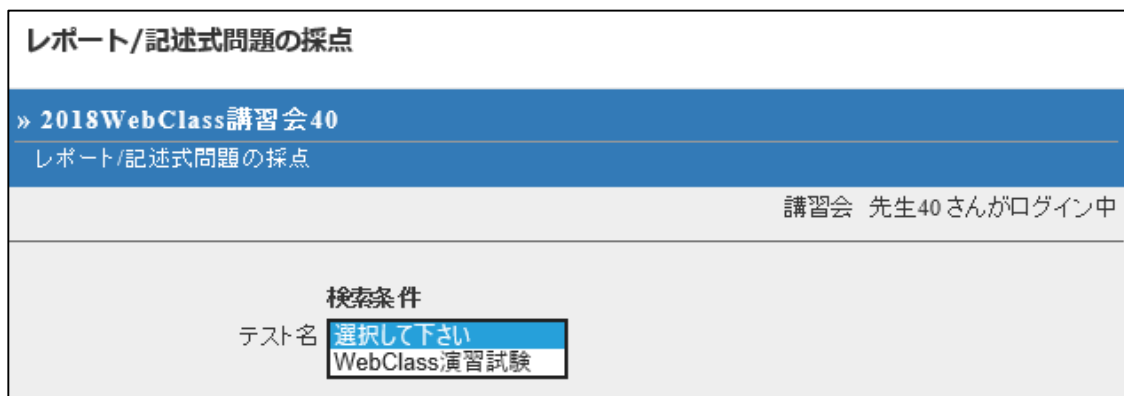 レポート/記述式問題の採点
» 2018WebClass講習会40
レポート/記述式問題の採点
講習会 先生40さんがログイン中
検索条件
テスト名 選択して下さい
WebClass演習試験